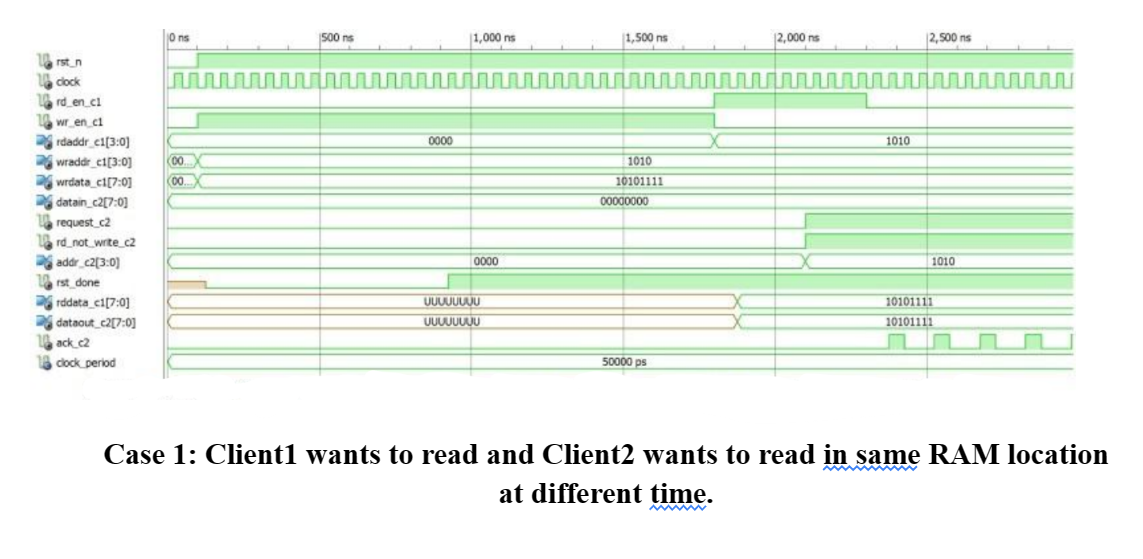 0 ns 500 ns 1,000 ns 1,500 ns 2,000 ns 2,500 ns
rst_n
clock
rd_en_c1
wr_en_c1
rdaddr_c1[3:0] 0000 1010
wraddr_c1[3:0] 00... 1010
wrdata_c1[7:0] 00... 10101111
datain_c2[7:0] 00000000
request_c2
rd_not_write_c2
addr_c2[3:0] 0000 1010
rst_done
rddata_c1[7:0] UUUUUUUU 10101111
dataout_c2[7:0] UUUUUUUU 10101111
ack_c2
clock_period 50000 ps
Case 1: Client1 wants to read and Client2 wants to read in same RAM location
at different time.